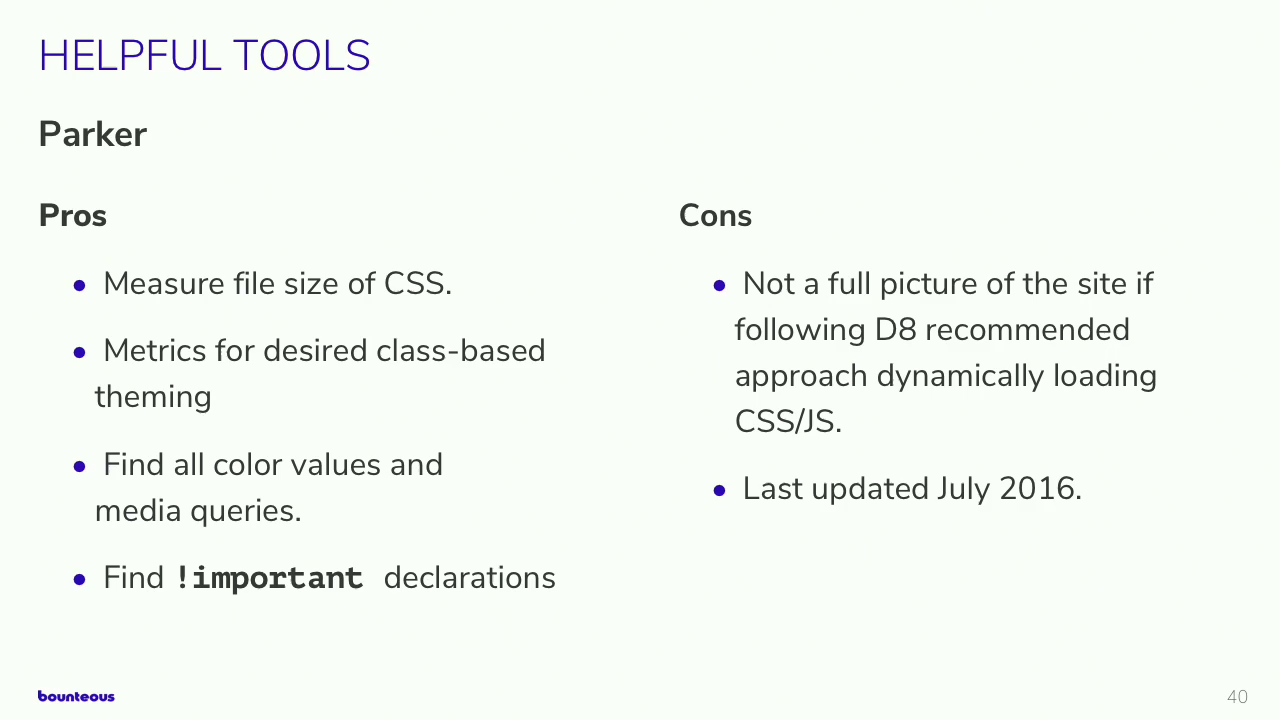 HELPFUL TOOLS
Parker
Pros
• Measure file size of CSS.
• Metrics for desired class-based
theming
• Find all color values and
media queries.
• Find !important declarations
Cons
• Not a full picture of the site if
following D8 recommended
approach dynamically loading
CSS/JS.
• Last updated July 2016.
bounteous
40